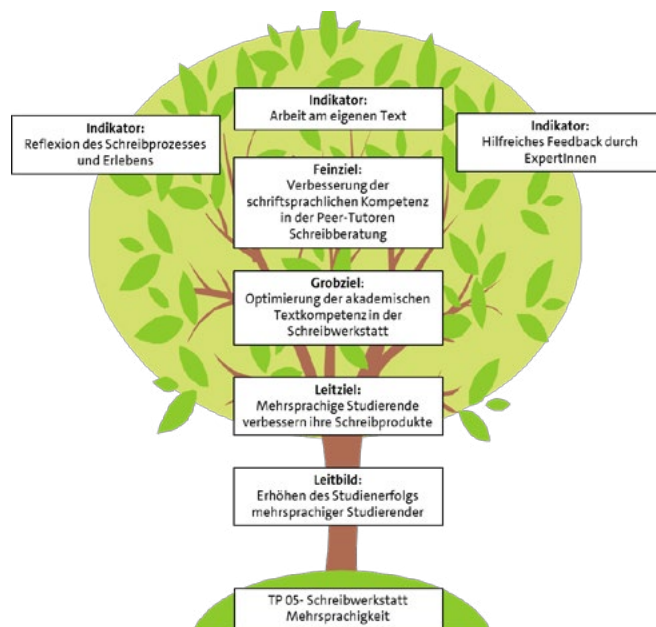 Indikator:
Arbeit am eigenen Text
Indikator:
Reflexion des Schreibprozesses
und Erlebens
Indikator:
Hilfreiches Feedback durch
ExpertInnen
Feinziel:
Verbesserung der
schriftsprachlichen Kompetenz
in der Peer-Tutoren
Schreibberatung
Grobziel:
Optimierung der akademischen
Textkompetenz in der
Schreibwerkstatt
Leitziel:
Mehrsprachige Studierende
verbessern ihre Schreibprodukte
Leitbild:
Erhöhen des Studienerfolgs
mehrsprachiger Studierender
TP 05- Schreibwerkstatt
Mehrsprachigkeit